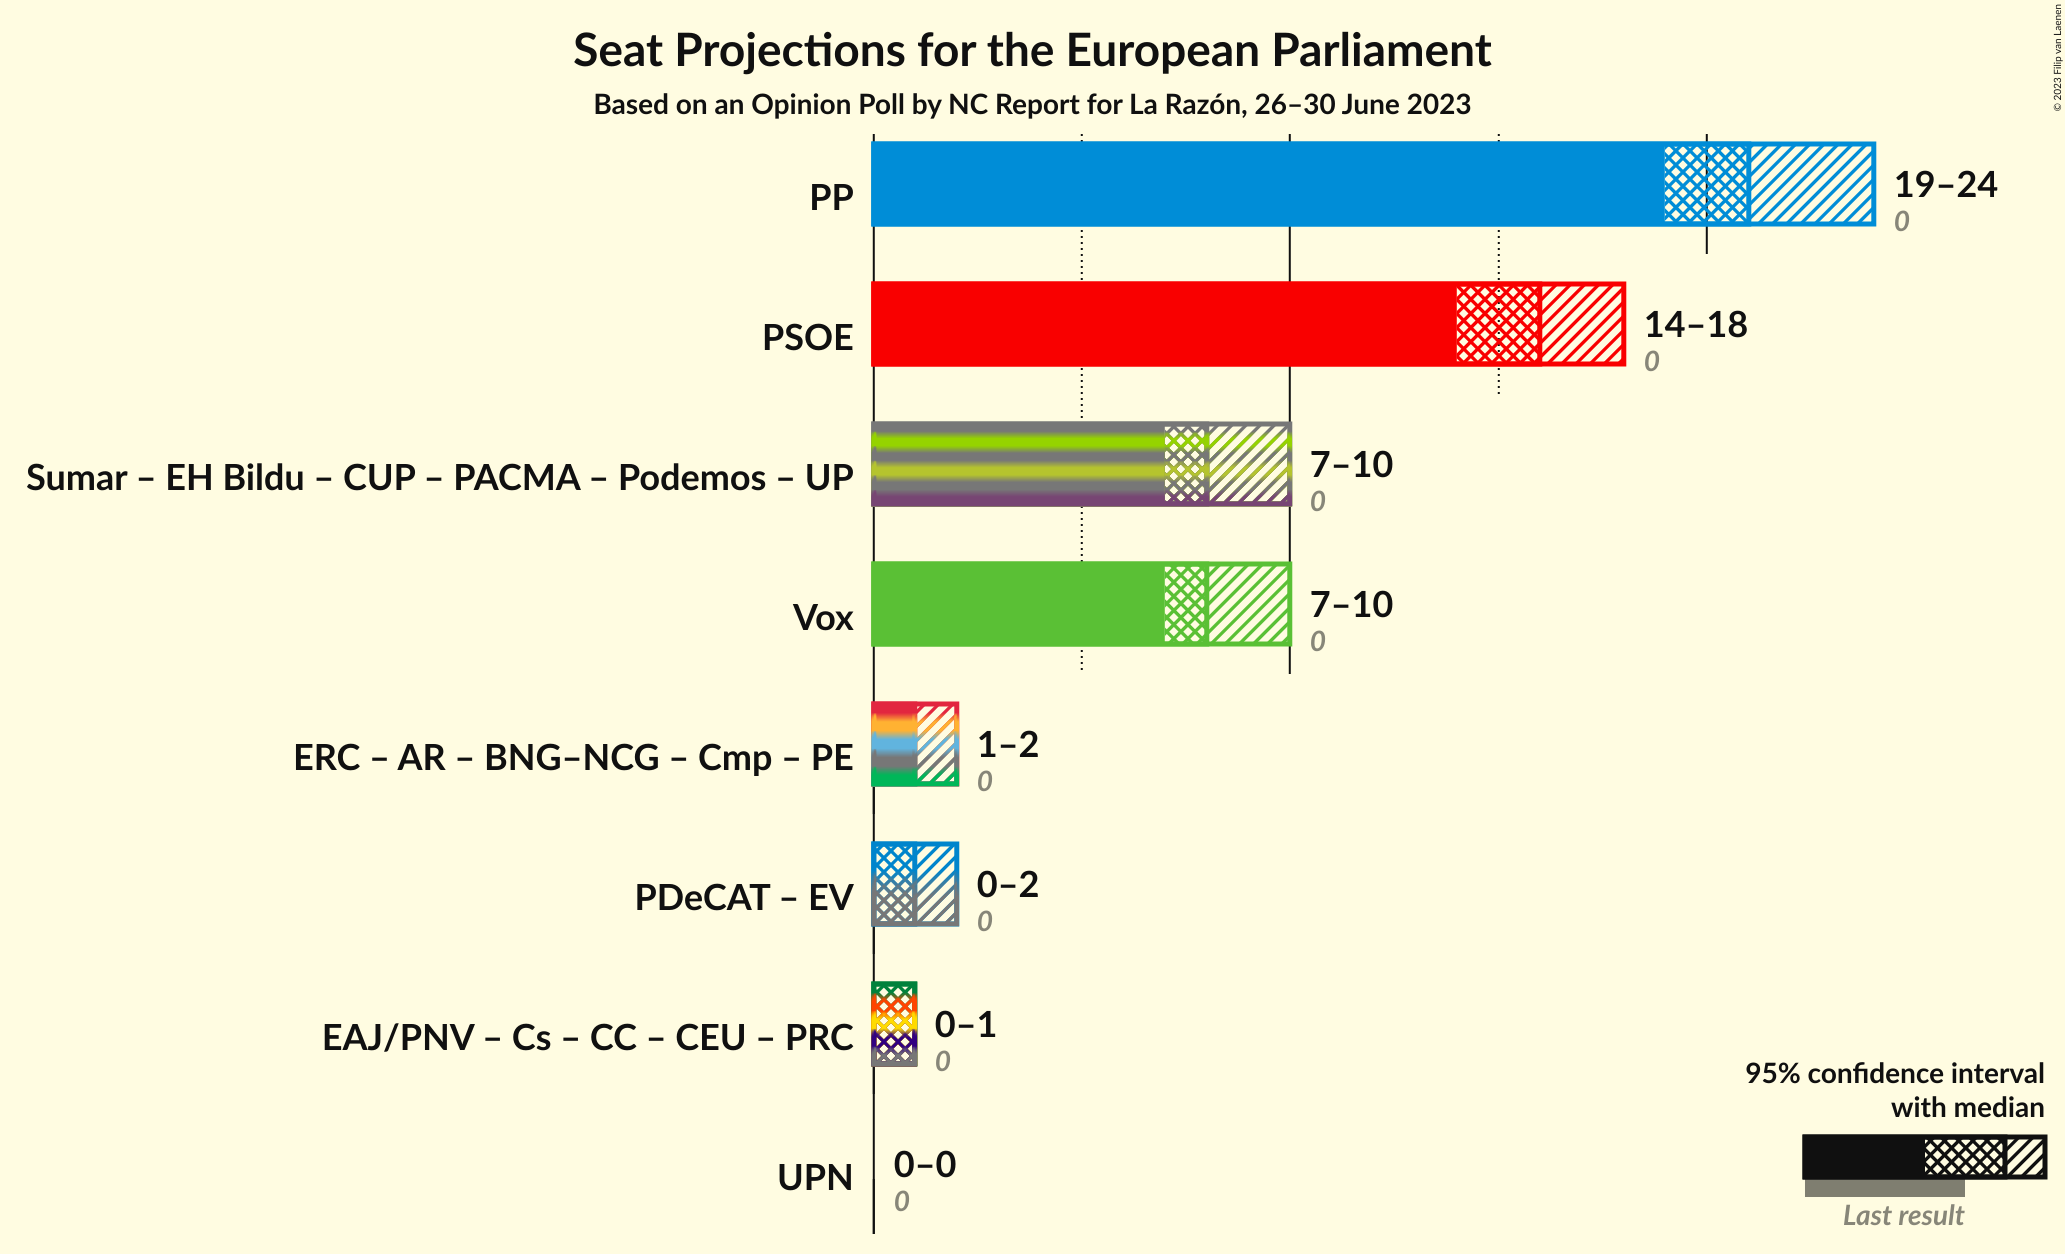 Seat Projections for the European Parliament
Based on an Opinion Poll by NC Report for La Razón, 26–30 June 2023
© 2023 Filip van Laenen
PP
19–24
0
PSOE
14–18
0
Sumar – EH Bildu – CUP – PACMA – Podemos – UP
7–10
0
Vox
7–10
0
ERC – AR – BNG–NCG – Cmp – PE
1–2
0
PDeCAT – EV
0–2
0
EAJ/PNV – Cs – CC – CEU – PRC
0–1
0
UPN
0–0
0
95% confidence interval
with median
Last result